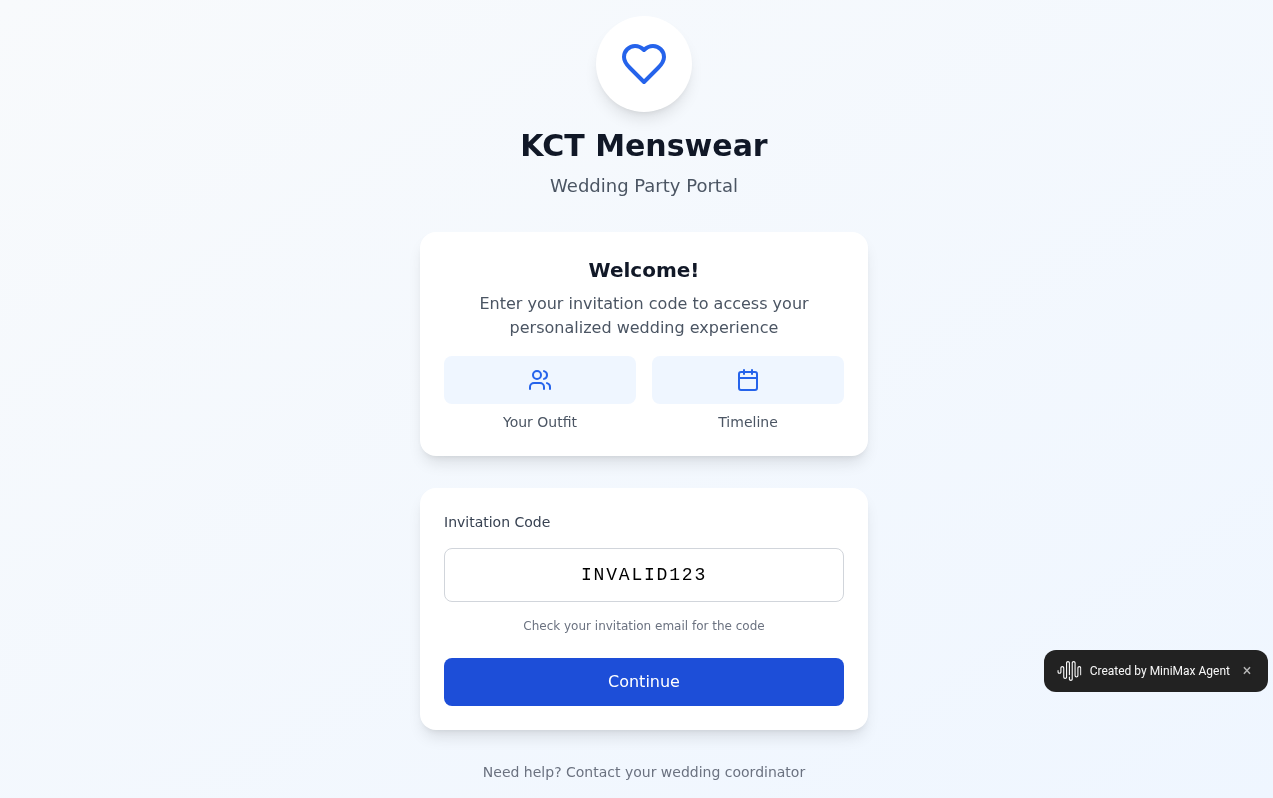 KCT Menswear
Wedding Party Portal
Welcome!
Enter your invitation code to access your
personalized wedding experience
Your Outfit
Timeline
Invitation Code
INVALID123
Check your invitation email for the code
Continue
Created by MiniMax Agent
Need help? Contact your wedding coordinator